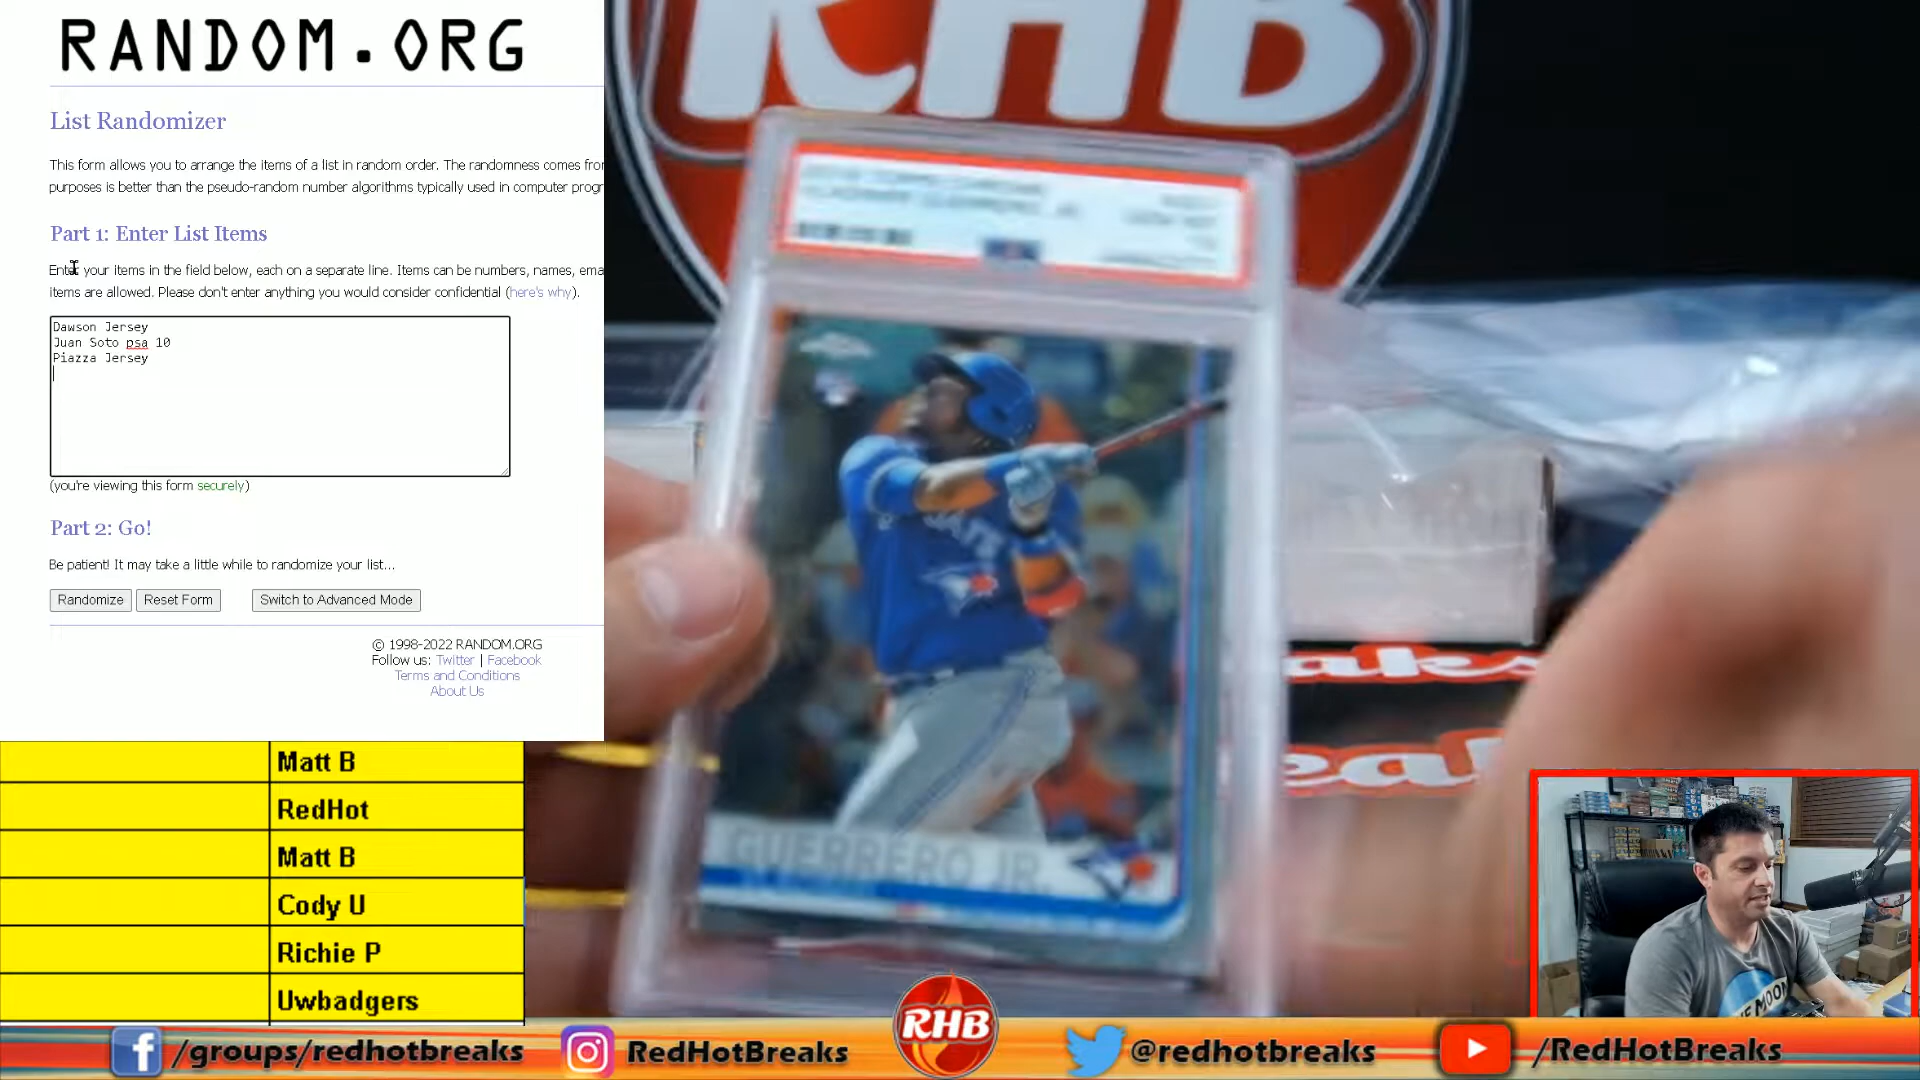 RANDOM.ORG
List Randomizer
This form allows you to arrange the items of a list in random order. The randomness comes from
purposes is better than the pseudo-random number algorithms typically used in computer progr
Part 1: Enter List Items
Enter your items in the field below, each on a separate line. Items can be numbers, names, ema
items are allowed. Please don't enter anything you would consider confidential (here's why).
Dawson Jersey
Juan Soto psa 10
Piazza Jersey
(you're viewing this form securely)
Part 2: Go!
Be patient! It may take a little while to randomize your list...
Randomize
Reset Form
Switch to Advanced Mode
© 1998-2022 RANDOM.ORG
Follow us: Twitter | Facebook
Terms and Conditions
About Us
Matt B
RedHot
Matt B
Cody U
Richie P
Uwbadgers
RHB
GUERRERO JR.
RHB
/groups/redhotbreaks
RedHotBreaks
@redhotbreaks
/RedHotBreaks